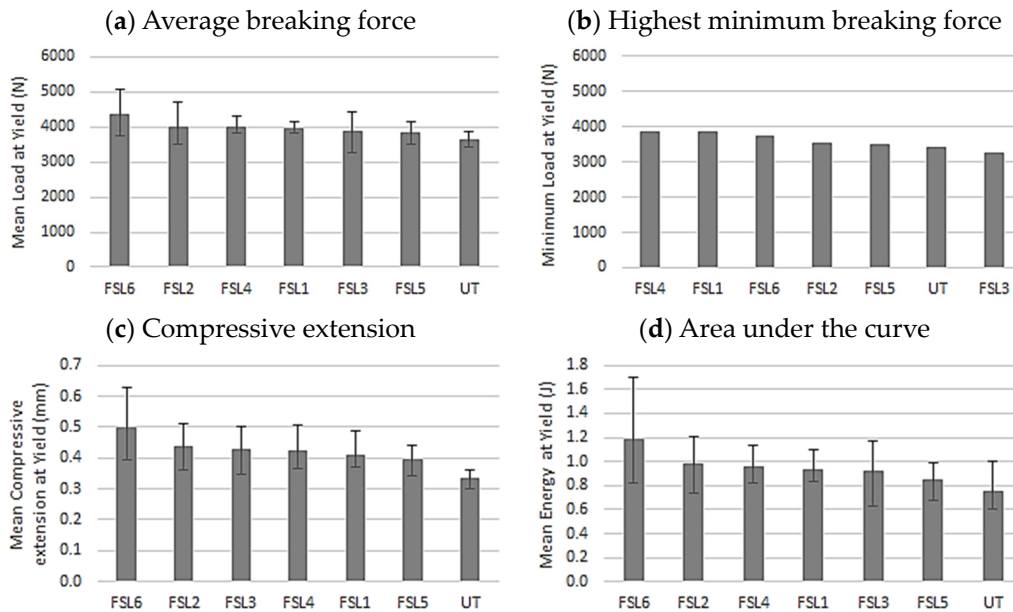 (a) Average breaking force
Mean Load at Yield (N)
6000
5000
4000
3000
2000
1000
0
FSL6 FSL2 FSL4 FSL1 FSL3 FSL5 UT
(b) Highest minimum breaking force
Minimum Load at Yield (N)
6000
5000
4000
3000
2000
1000
0
FSL4 FSL1 FSL6 FSL2 FSL5 UT FSL3
(c) Compressive extension
Mean Compressive
extension at Yield (mm)
0.7
0.6
0.5
0.4
0.3
0.2
0.1
0.0
FSL6 FSL2 FSL3 FSL4 FSL1 FSL5 UT
(d) Area under the curve
Mean Energy at Yield (J)
1.8
1.6
1.4
1.2
1.0
0.8
0.6
0.4
0.2
0.0
FSL6 FSL2 FSL4 FSL1 FSL3 FSL5 UT